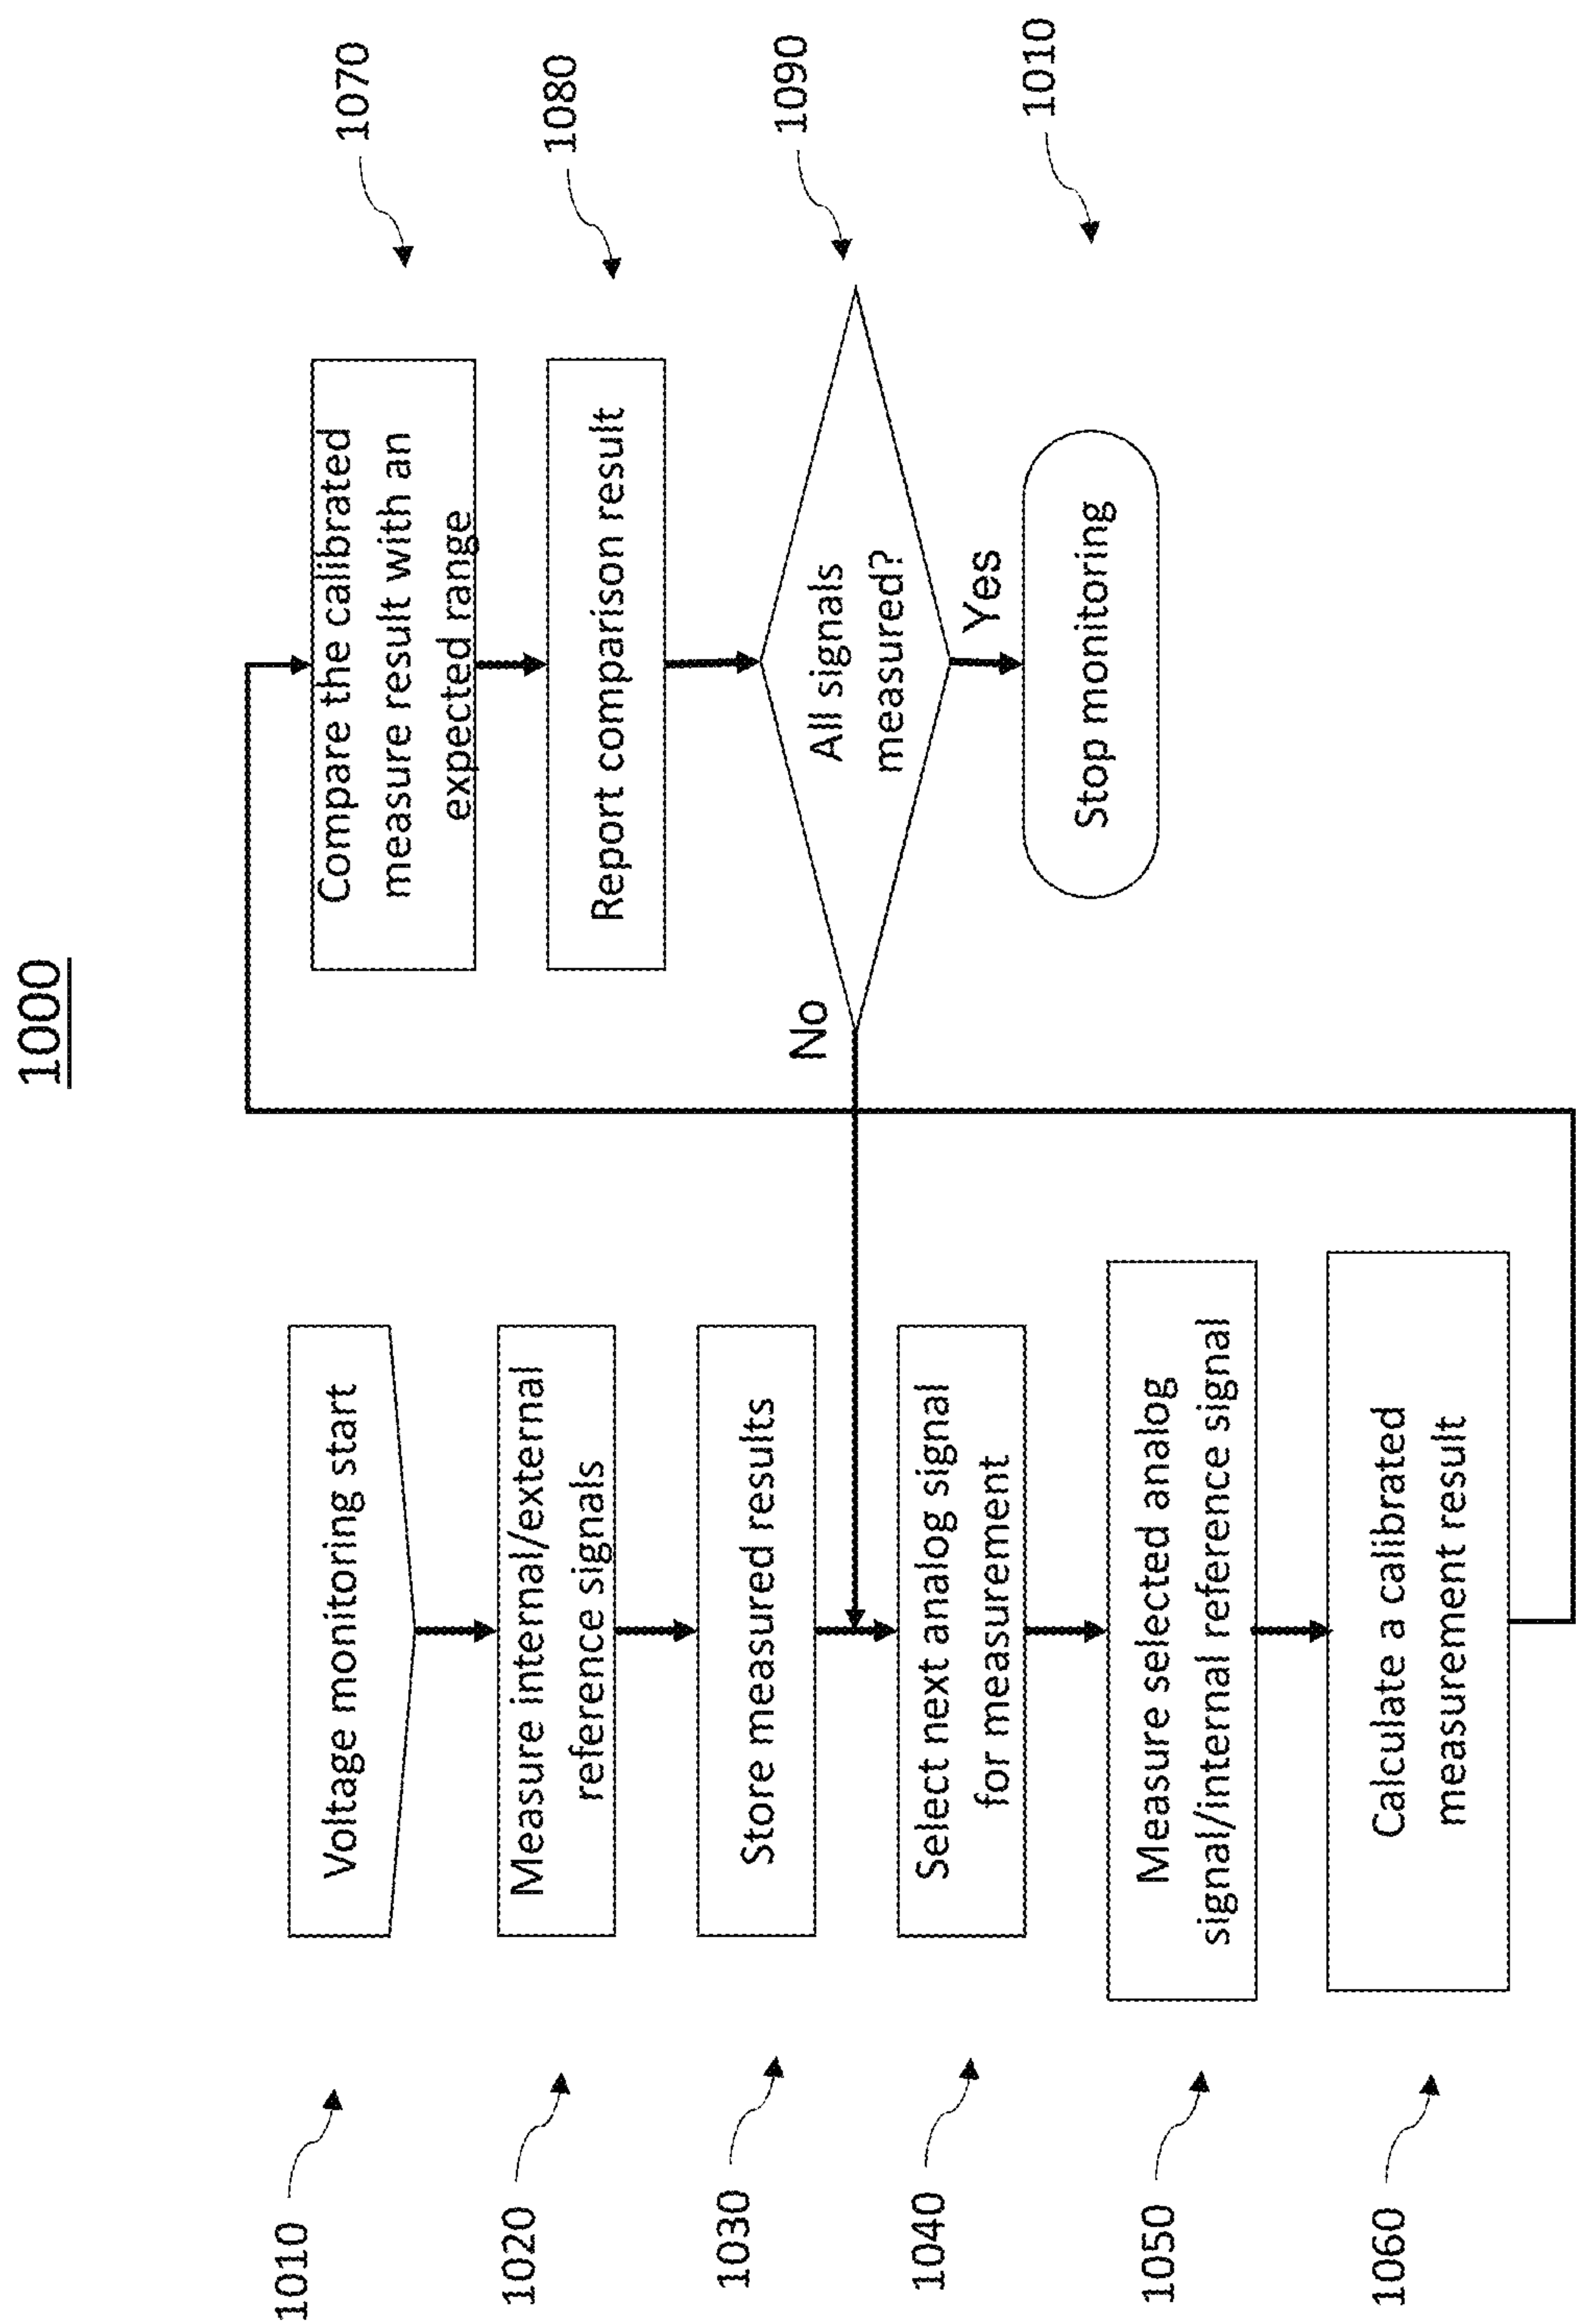 1000
1010
Voltage monitoring start
1020
Measure internal/external
reference signals
1030
Store measured results
1040
Select next analog signal
for measurement
1050
Measure selected analog
signal/internal reference signal
1060
Calculate a calibrated
measurement result
Compare the calibrated
measure result with an
expected range
1070
Report comparison result
1080
No
All signals
measured?
1090
Yes
Stop monitoring
1010